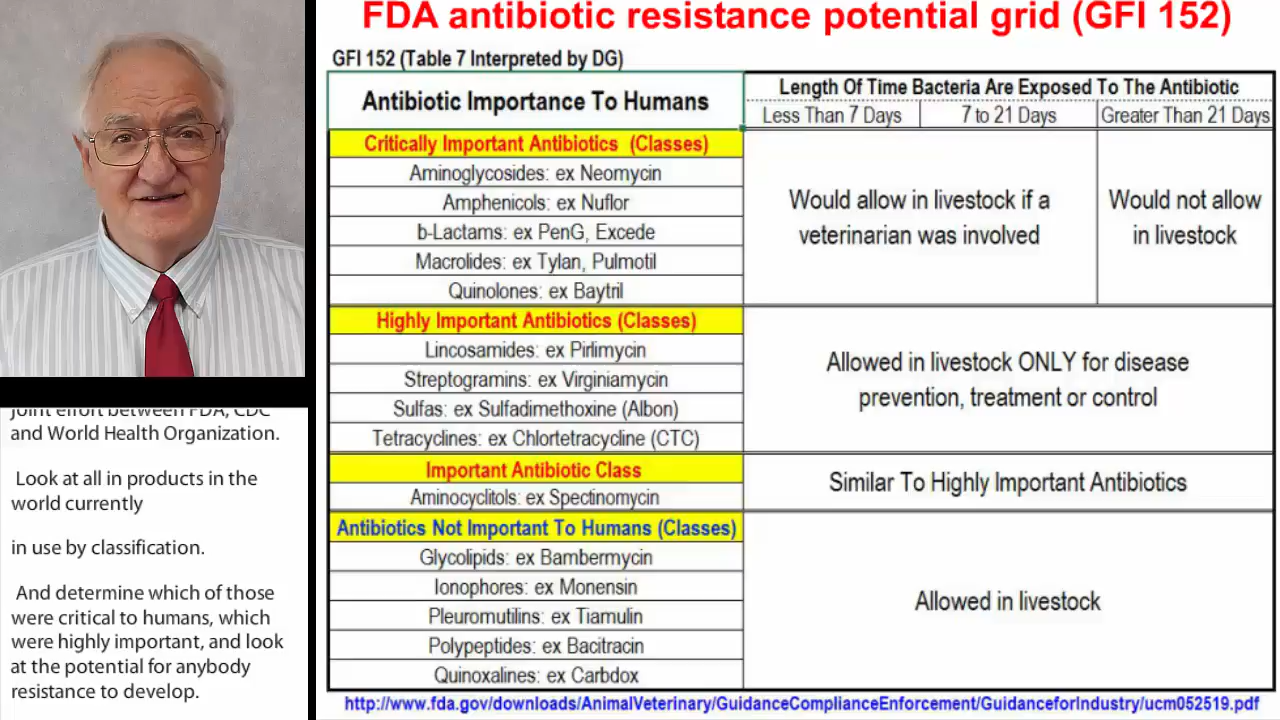 FDA antibiotic resistance potential grid (GFI 152)
GFI 152 (Table 7 Interpreted by DG)
Antibiotic Importance To Humans
Length Of Time Bacteria Are Exposed To The Antibiotic
Less Than 7 Days
7 to 21 Days
Greater Than 21 Days
Critically Important Antibiotics (Classes)
Aminoglycosides: ex Neomycin
Amphenicols: ex Nuflor
b-Lactams: ex PenG, Excede
Macrolides: ex Tylan, Pulmotil
Quinolones: ex Baytril
Would allow in livestock if a
veterinarian was involved
Would not allow
in livestock
Highly Important Antibiotics (Classes)
Lincosamides: ex Pirlimycin
Streptogramins: ex Virginiamycin
Sulfas: ex Sulfadimethoxine (Albon)
Tetracyclines: ex Chlortetracycline (CTC)
Allowed in livestock ONLY for disease
prevention, treatment or control
Important Antibiotic Class
Aminocyclitols: ex Spectinomycin
Similar To Highly Important Antibiotics
Antibiotics Not Important To Humans (Classes)
Glycolipids: ex Bambermycin
Ionophores: ex Monensin
Pleuromutilins: ex Tiamulin
Polypeptides: ex Bacitracin
Quinoxalines: ex Carbdox
Allowed in livestock
http://www.fda.gov/downloads/AnimalVeterinary/GuidanceComplianceEnforcement/GuidanceforIndustry/ucm052519.pdf
joint effort between FDA, CDC
and World Health Organization.
Look at all in products in the
world currently
in use by classification.
And determine which of those
were critical to humans, which
were highly important, and look
at the potential for anybody
resistance to develop.